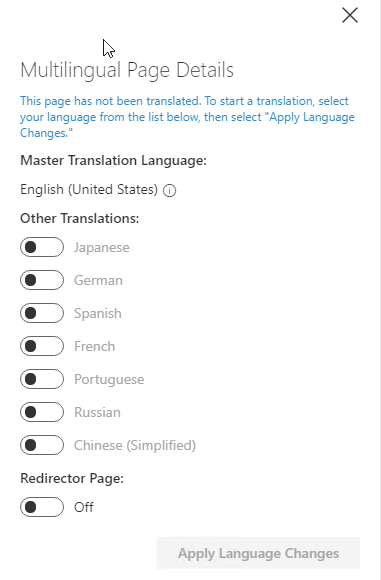 Multilingual Page Details
This page has not been translated. To start a translation, select
your language from the list below, then select "Apply Language
Changes."
Master Translation Language:
English (United States)
Other Translations:
Japanese
German
Spanish
French
Portuguese
Russian
Chinese (Simplified)
Redirector Page:
Off
Apply Language Changes